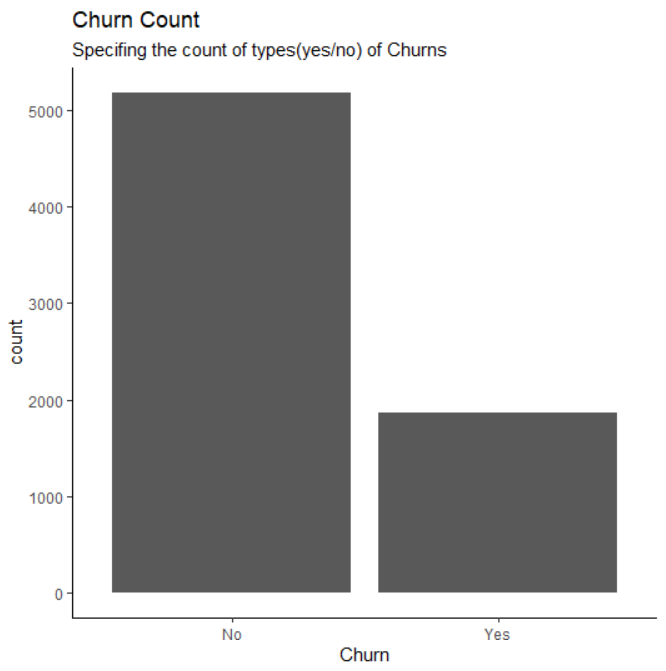 Churn Count
Specifing the count of types(yes/no) of Churns
5000
4000
3000
2000
1000
0
count
No Yes
Churn